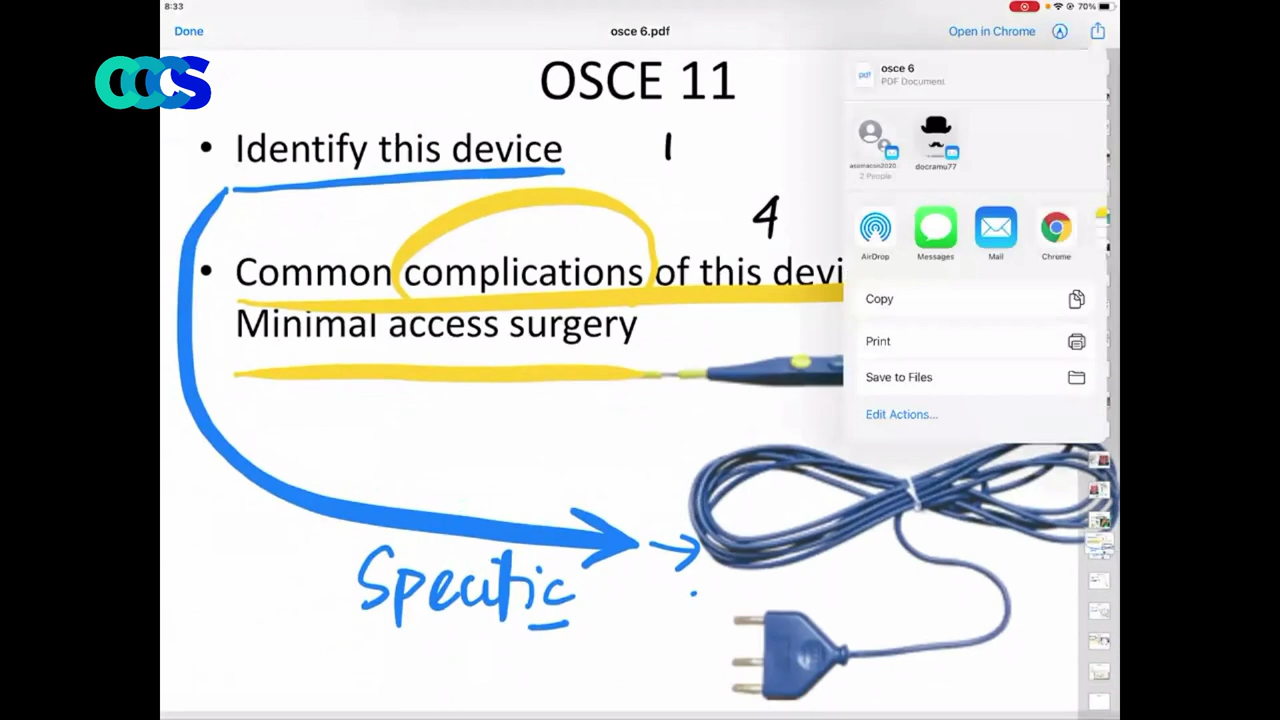 8:33
70%
Done
osce 6.pdf
Open in Chrome
CCCS
OSCE 11
• Identify this device
1
4
• Common complications of this devi
Minimal access surgery
Specific
osce 6
PDF Document
pdf
asomacon2020
2 People
docramu77
AirDrop
Messages
Mail
Chrome
Copy
Print
Save to Files
Edit Actions...